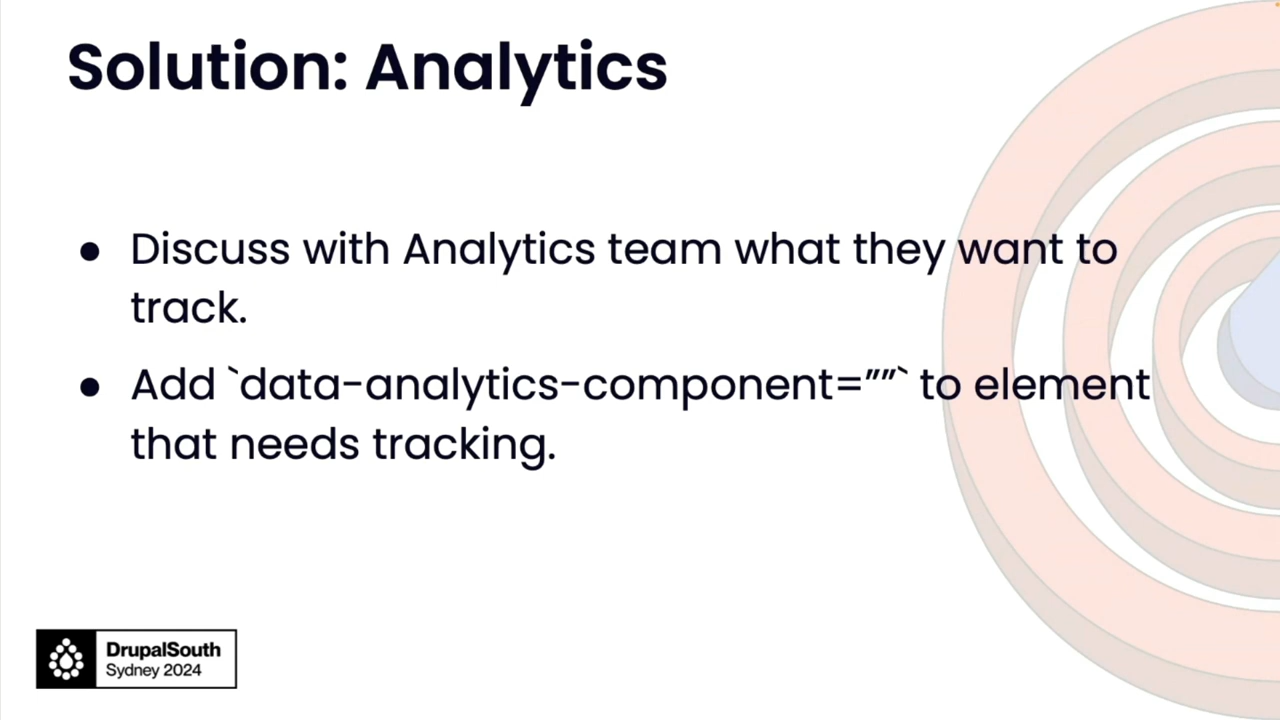 Solution: Analytics
● Discuss with Analytics team what they want to
track.
● Add `data-analytics-component=””` to element
that needs tracking.
DrupalSouth
Sydney 2024